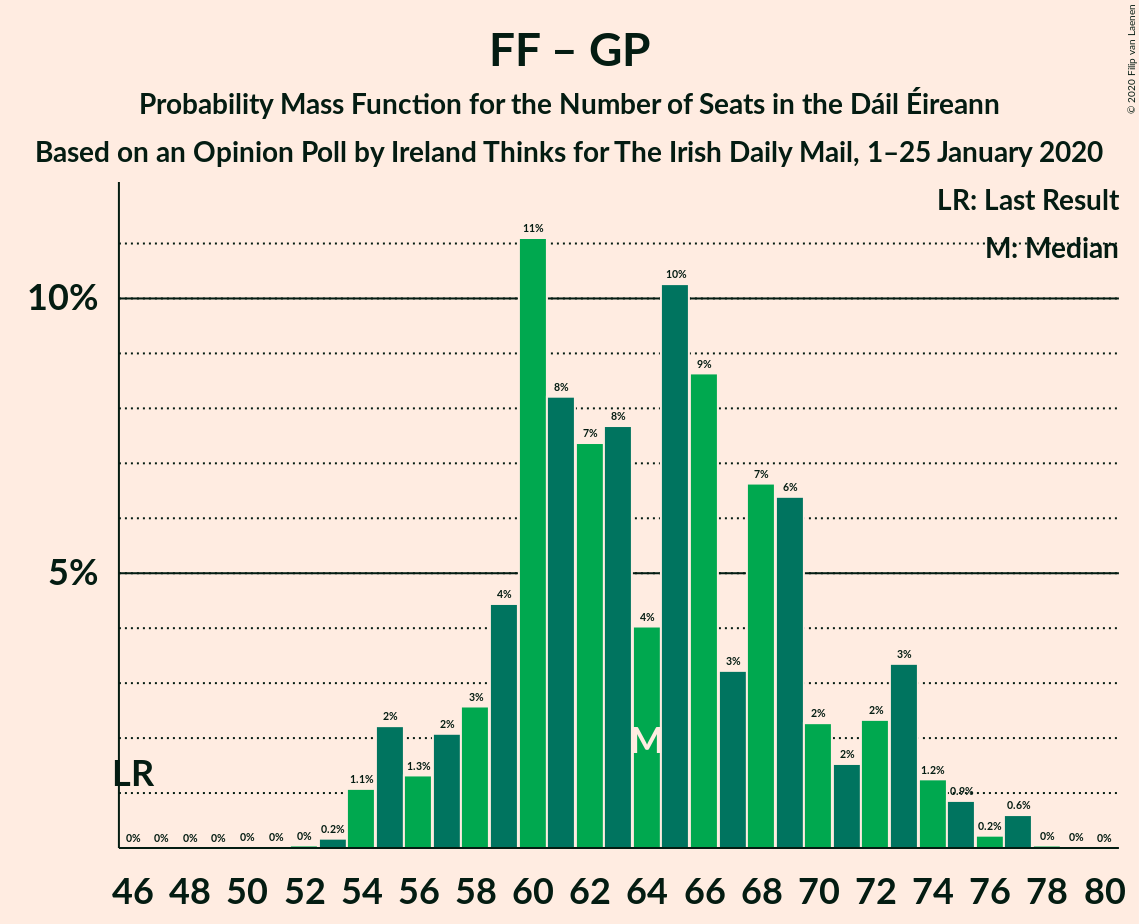 FF – GP
Probability Mass Function for the Number of Seats in the Dáil Éireann
Based on an Opinion Poll by Ireland Thinks for The Irish Daily Mail, 1–25 January 2020
© 2020 Filip van Laenen
LR: Last Result
M: Median
10%
5%
0% 0% 0% 0% 0% 0% 0% 0.2% 1.1% 2% 1.3% 2% 3% 4% 11% 8% 7% 8% 4% 10% 9% 3% 7% 6% 2% 2% 2% 3% 1.2% 0.9% 0.2% 0.6% 0% 0% 0%
LR
M
46 48 50 52 54 56 58 60 62 64 66 68 70 72 74 76 78 80